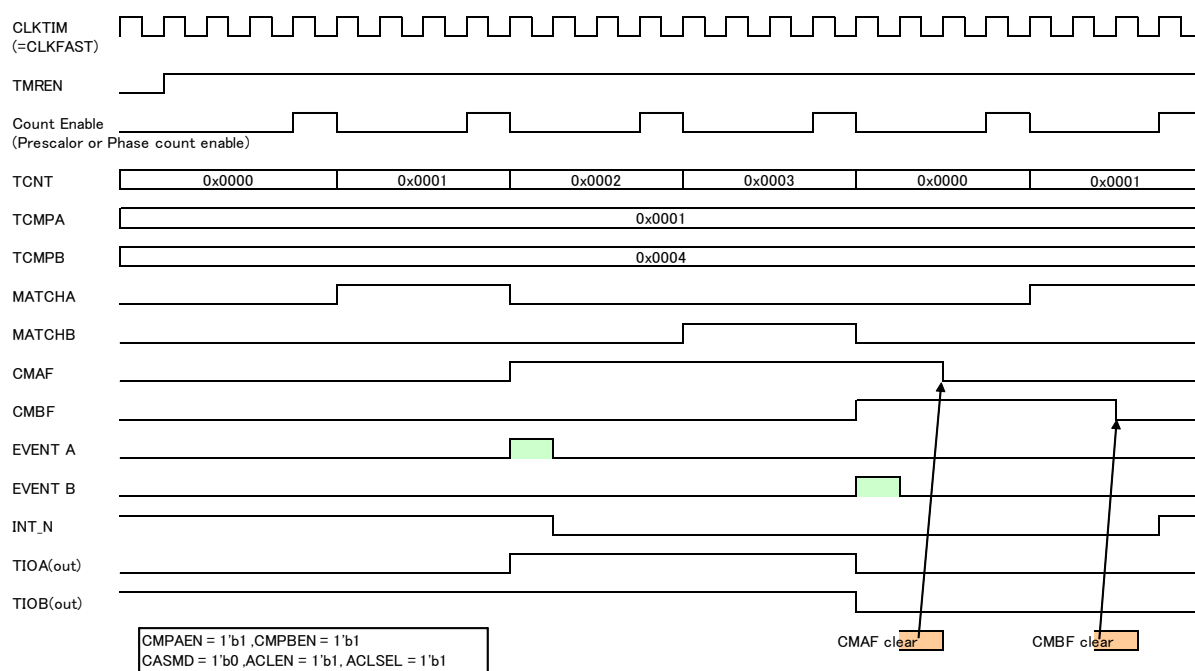 CLKTIM
(=CLKFAST)
TMREN
Count Enable
(Prescalor or Phase count enable)
TCNT
0x0000 0x0001 0x0002 0x0003 0x0000 0x0001
TCMPA
0x0001
TCMPB
0x0004
MATCHA
MATCHB
CMAF
CMBF
EVENT A
EVENT B
INT_N
TIOA(out)
TIOB(out)
CMAF clear CMBF clear
CMPAEN = 1'b1 ,CMPBEN = 1'b1
CASMD = 1'b0 ,ACLEN = 1'b1, ACLSEL = 1'b1